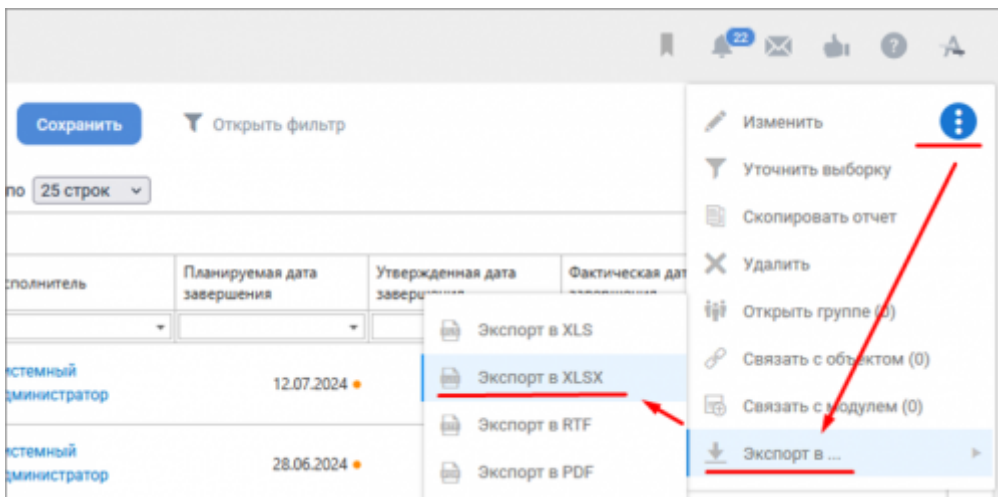 22
Сохранить
Открыть фильтр
по 25 строк
сполнитель
Планируемая дата
завершения
Утвержденная дата
завершения
Фактическая дат
завершения
истемный
дминистратор
12.07.2024
истемный
дминистратор
28.06.2024
Экспорт в XLS
Экспорт в XLSX
Экспорт в RTF
Экспорт в PDF
Изменить
Уточнить выборку
Скопировать отчет
Удалить
Открыть группе (0)
Связать с объектом (0)
Связать с модулем (0)
Экспорт в ...